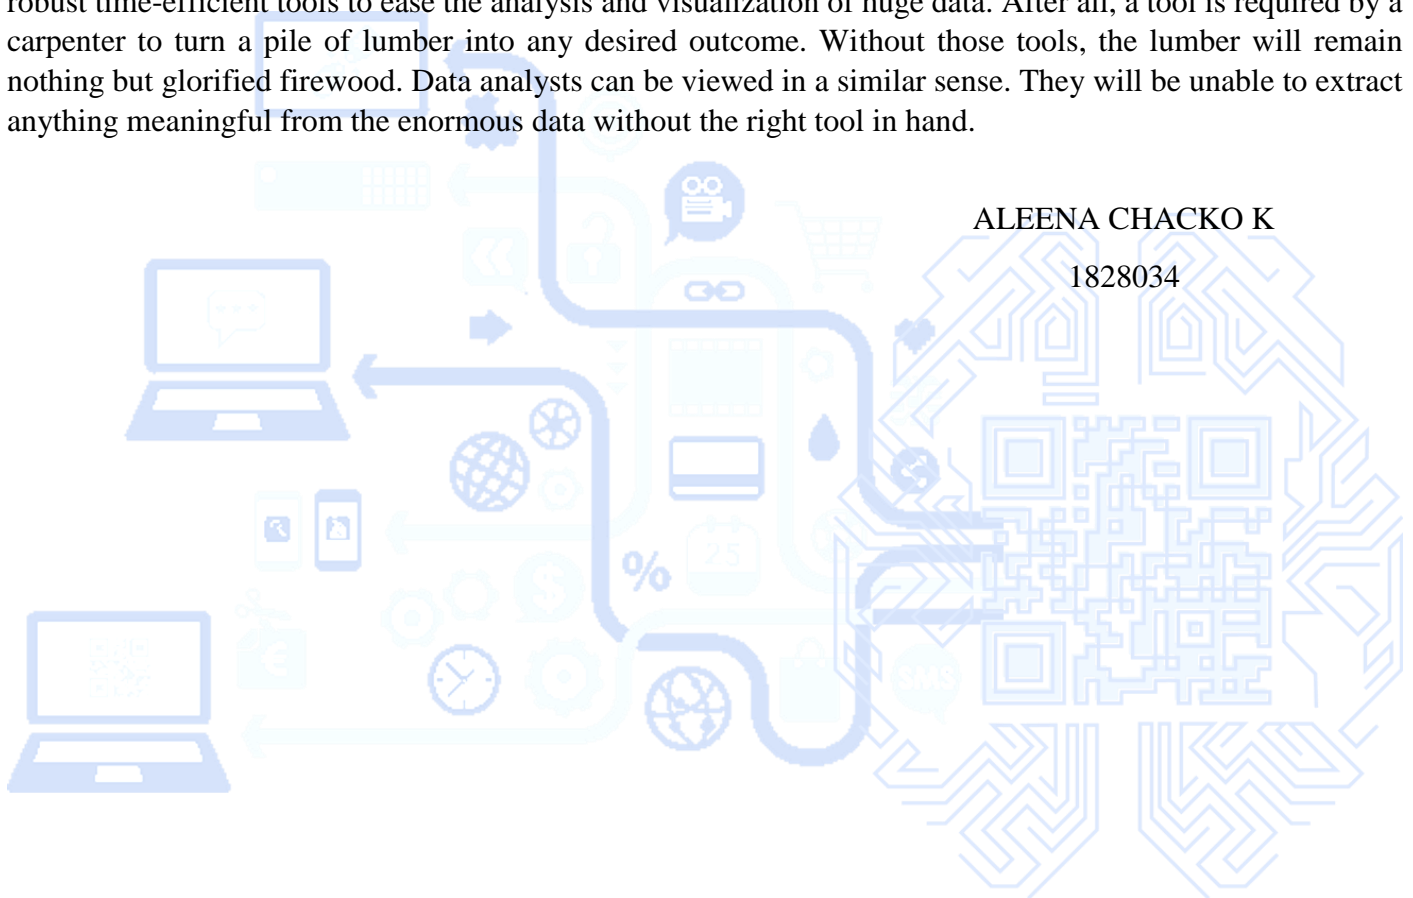 robust time-efficient tools to ease the analysis and visualization of huge data. After all, a tool is required by a
carpenter to turn a pile of lumber into any desired outcome. Without those tools, the lumber will remain
nothing but glorified firewood. Data analysts can be viewed in a similar sense. They will be unable to extract
anything meaningful from the enormous data without the right tool in hand.
ALEENA CHACKO K
1828034
%
25
$
€
SMS